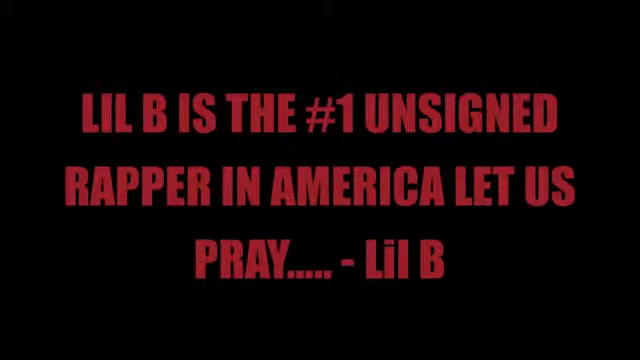 LIL B IS THE #1 UNSIGNED
RAPPER IN AMERICA LET US
PRAY..... - Lil B